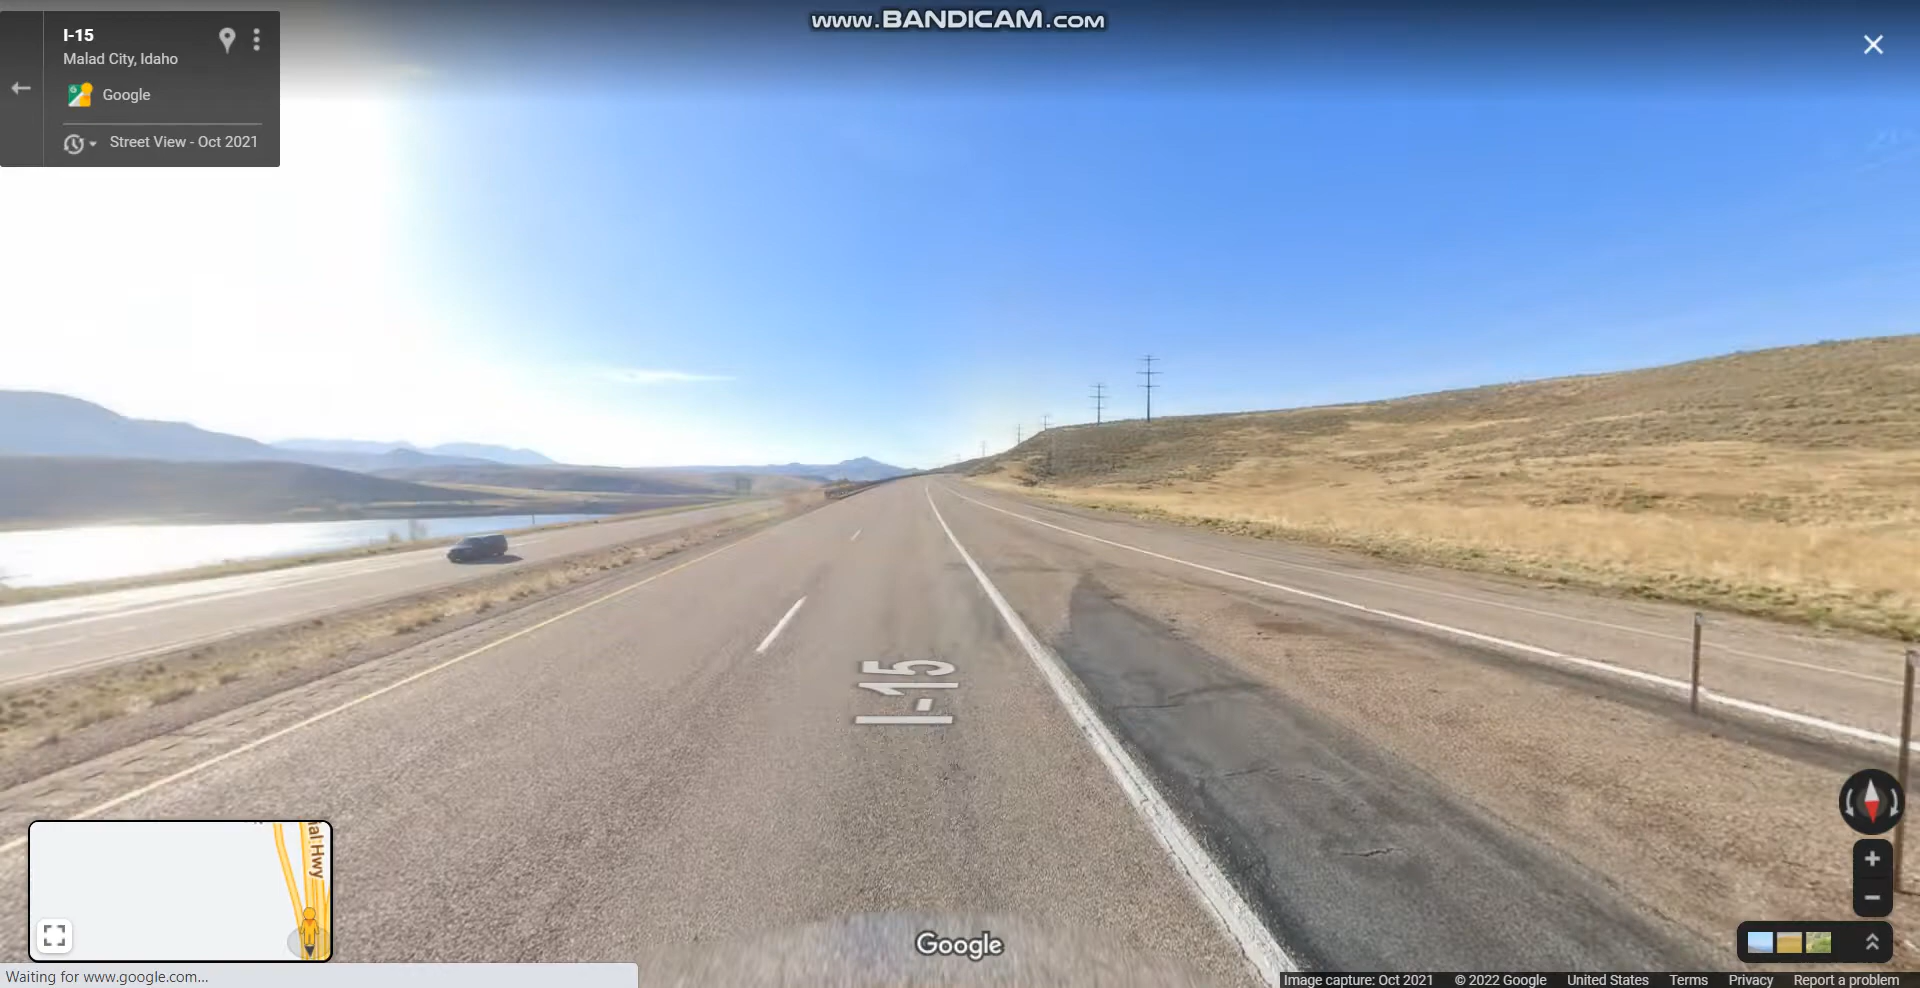 www.BANDICAM.com
I-15
Malad City, Idaho
Google
Street View - Oct 2021
I-15
al Hwy
Google
Waiting for www.google.com...
Image capture: Oct 2021 © 2022 Google United States Terms Privacy Report a problem